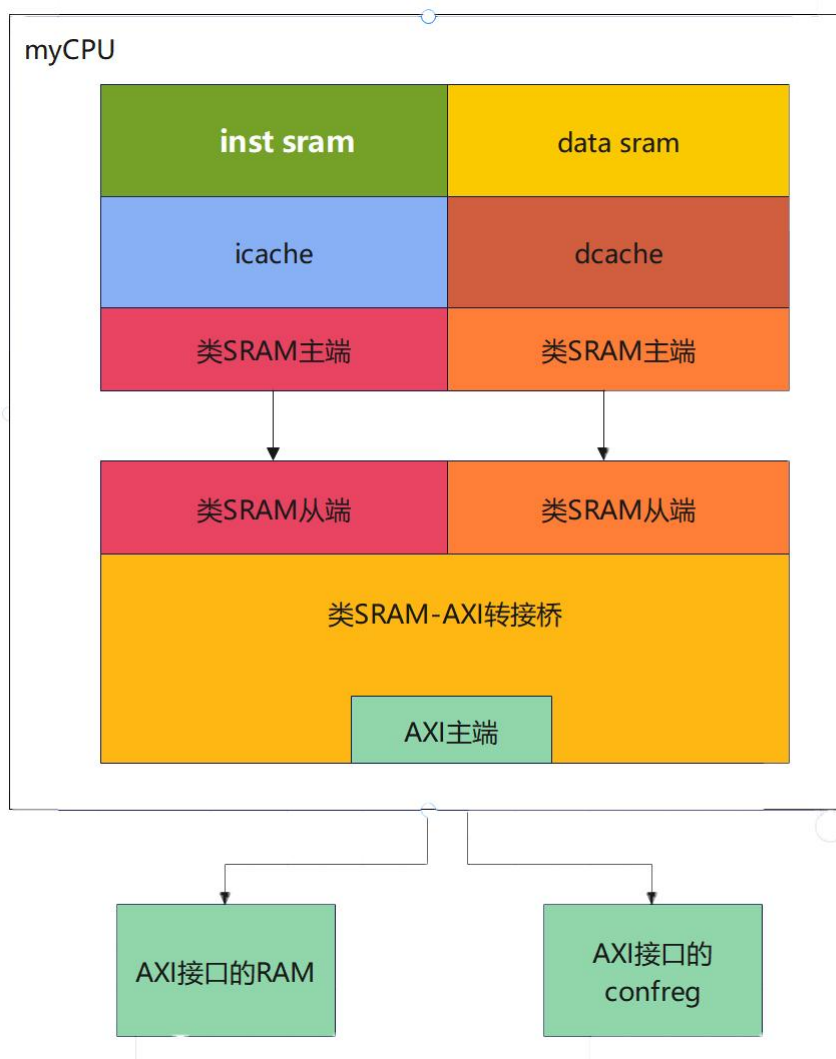 myCPU
inst sram
data sram
icache
dcache
类SRAM主端
类SRAM主端
类SRAM从端
类SRAM从端
类SRAM-AXI转接桥
AXI主端
AXI接口的RAM
AXI接口的
confreg